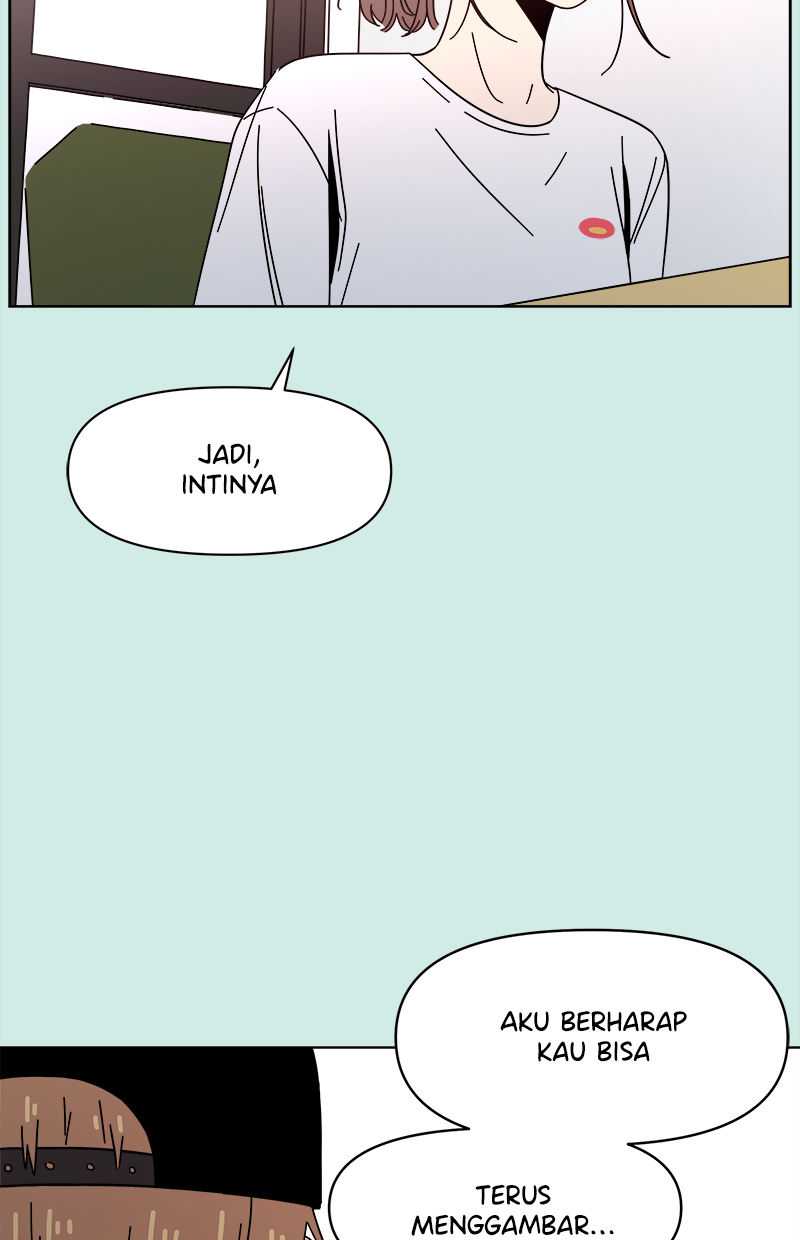 JADI,
INTINYA
AKU BERHARAP
KAU BISA
TERUS
MENGGAMBAR...